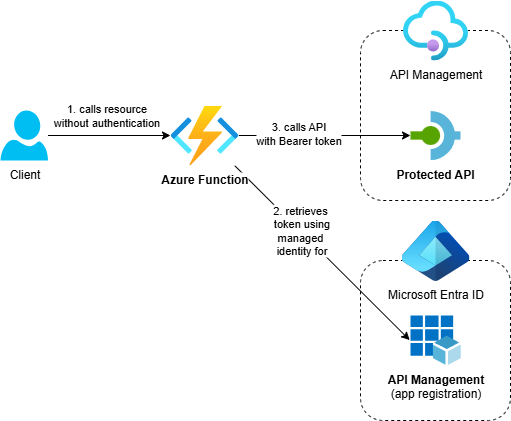 API Management
1. calls resource
without authentication
3. calls API
with Bearer token
Client
Azure Function
Protected API
2. retrieves
token using
managed
identity for
Microsoft Entra ID
API Management
(app registration)